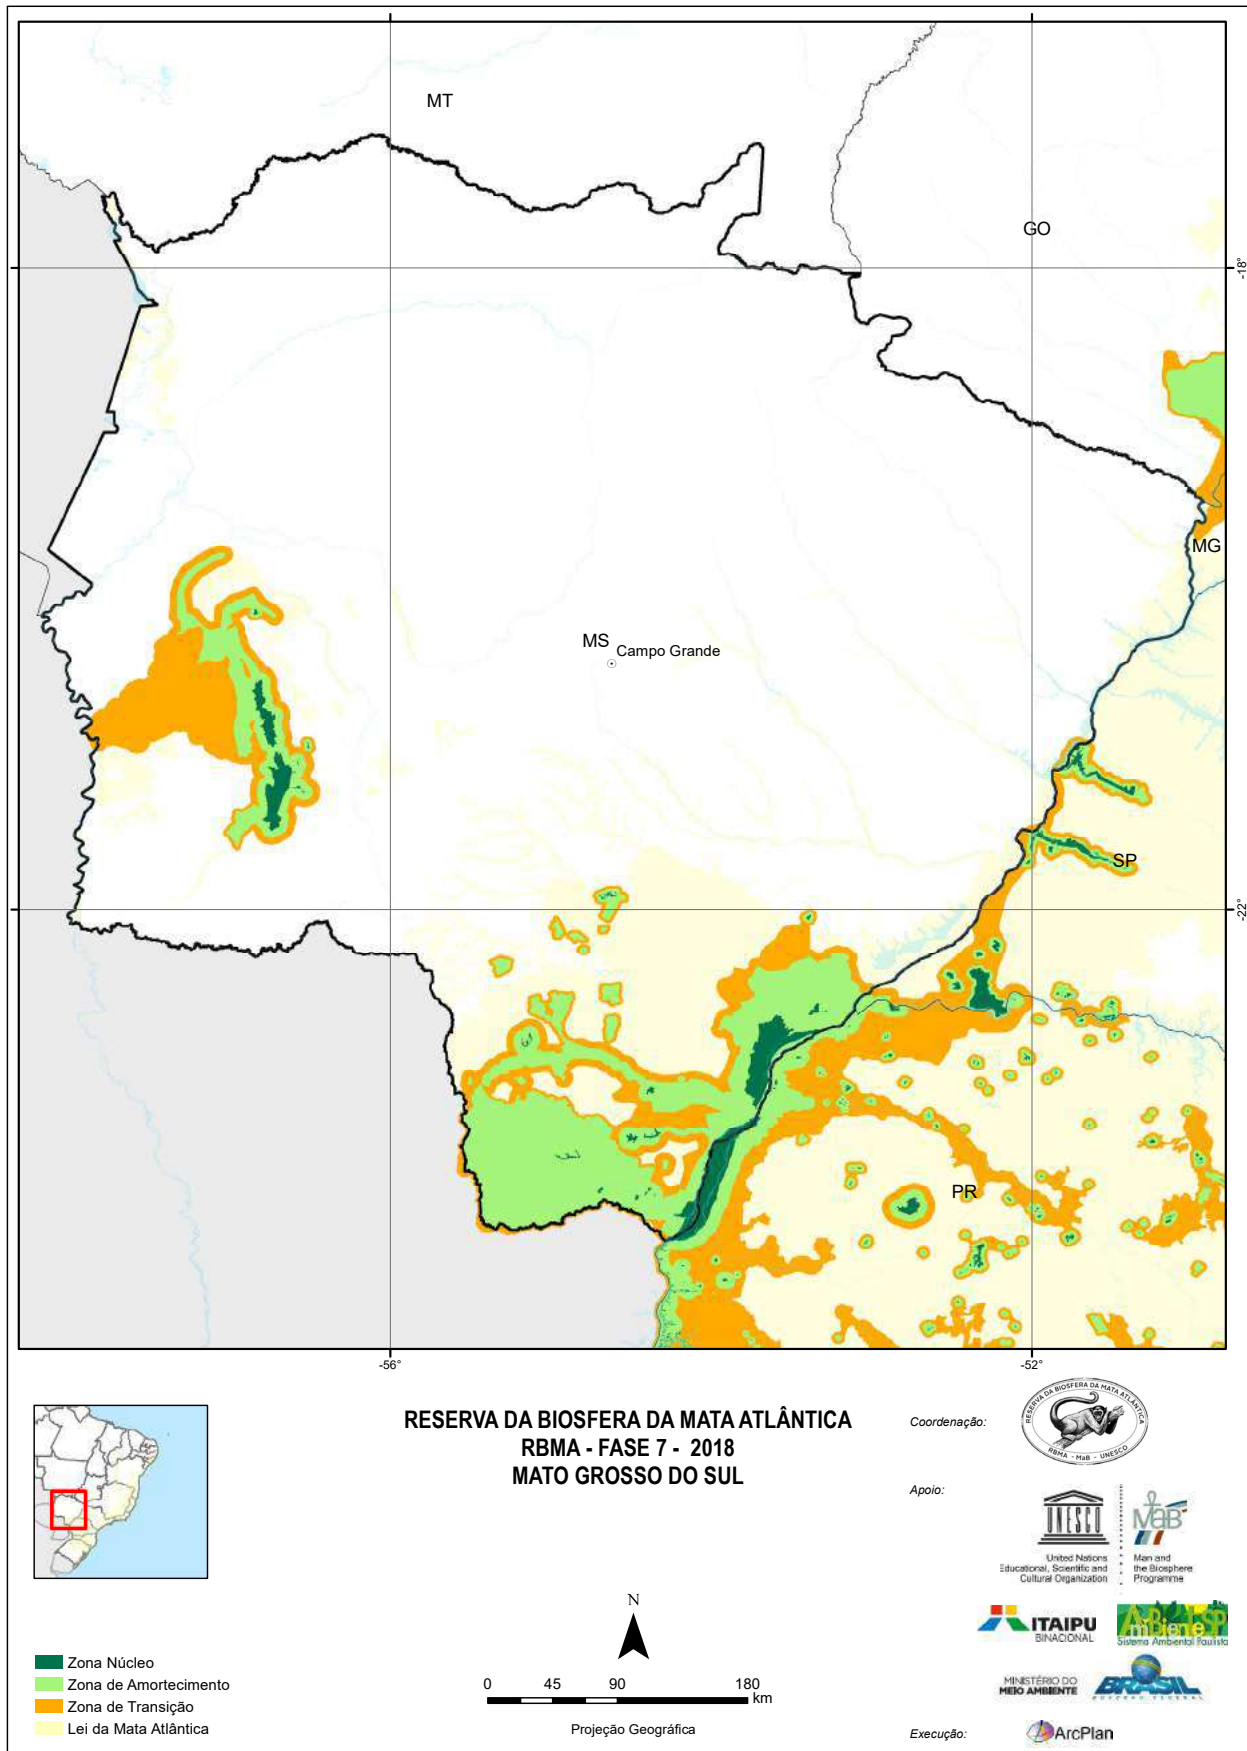 MT
GO
-18°
MG
MS
Campo Grande
SP
-22°
PR
-56°
-52°
RESERVA DA BIOSFERA DA MATA ATLÂNTICA
RBMA - FASE 7 - 2018
MATO GROSSO DO SUL
Coordenação:
RESERVA DA BIOSFERA DA MATA ATLÂNTICA
RBMA - MaB - UNESCO
Apoio:
UNESCO
MaB
United Nations
Educational, Scientific and
Cultural Organization
Man and
the Biosphere
Programme
ITAIPU
BINACIONAL
AmBienteSP
Sistema Ambiental Paulista
MINISTÉRIO DO
MEIO AMBIENTE
BRASIL
GOVERNO FEDERAL
Execução:
ArcPlan
N
0 45 90 180
km
Projeção Geográfica
Zona Núcleo
Zona de Amortecimento
Zona de Transição
Lei da Mata Atlântica